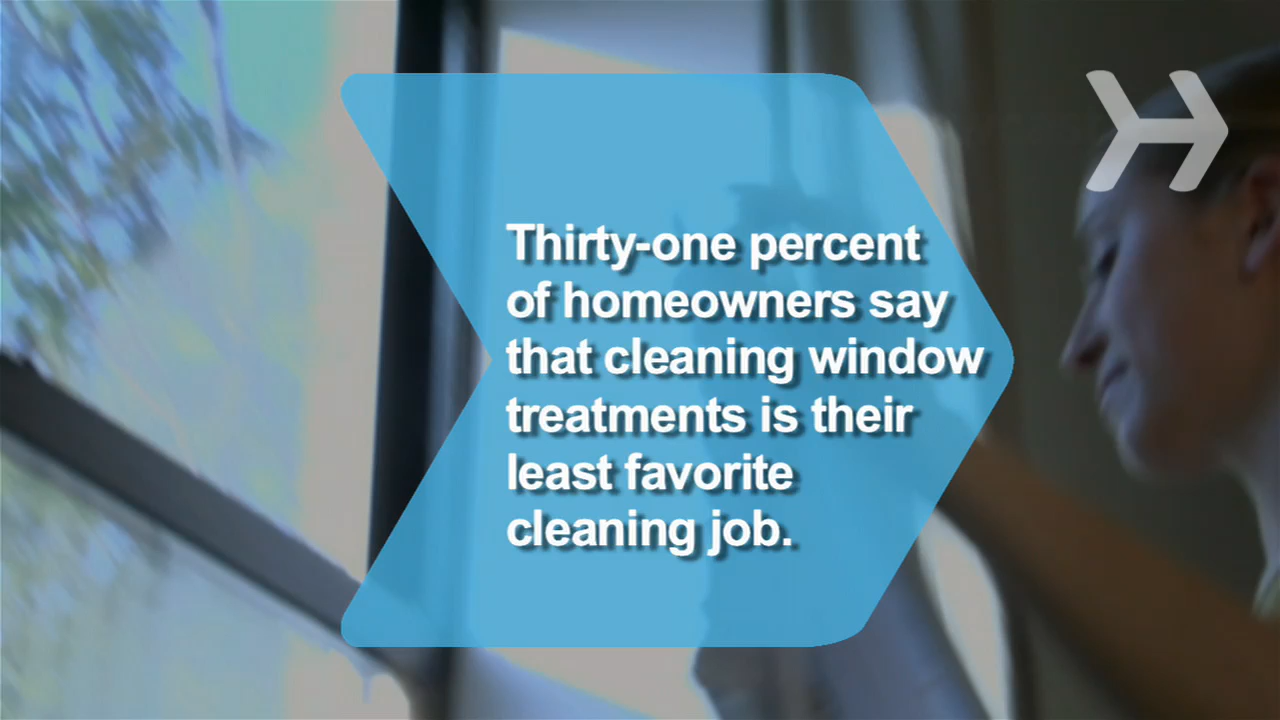 Thirty-one percent
of homeowners say
that cleaning window
treatments is their
least favorite
cleaning job.